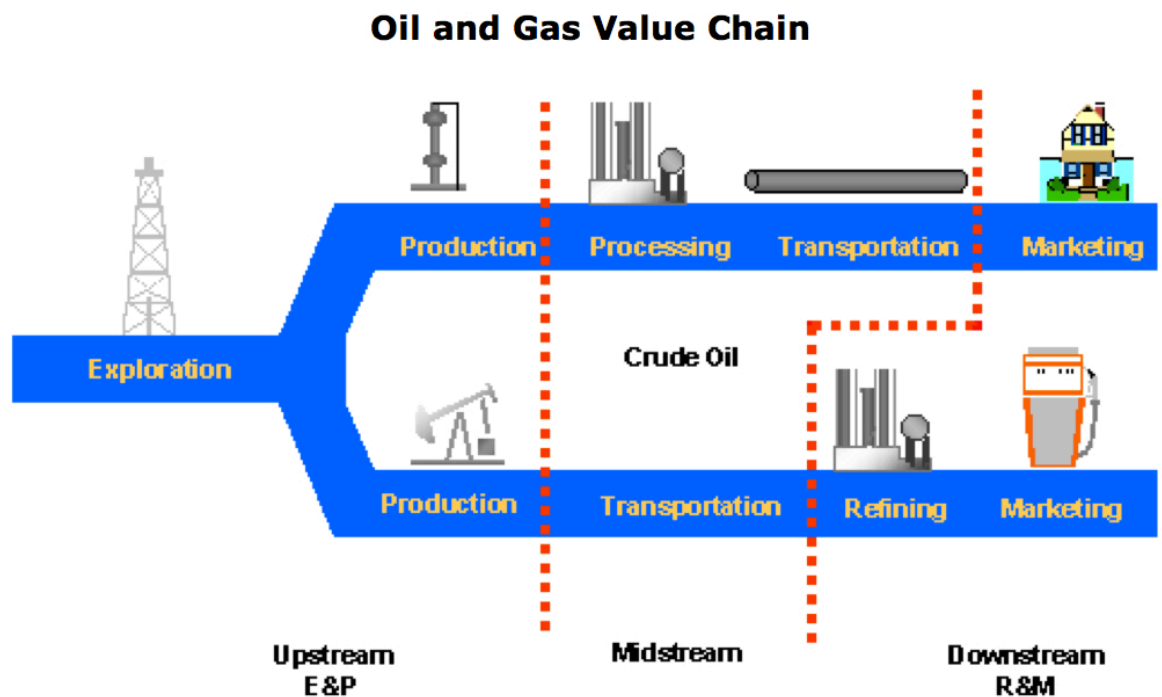 Oil and Gas Value Chain
Production
Processing
Transportation
Marketing
Exploration
Crude Oil
Production
Transportation
Refining
Marketing
Upstream
E&P
Midstream
Downstream
R&M